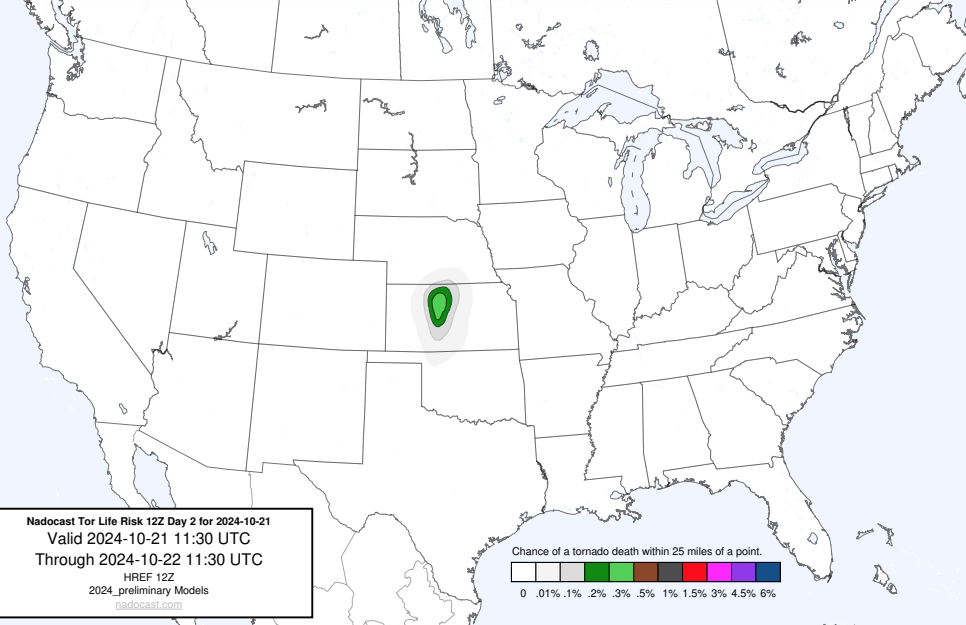 Nadocast Tor Life Risk 12Z Day 2 for 2024-10-21
Valid 2024-10-21 11:30 UTC
Through 2024-10-22 11:30 UTC
HREF 12Z
2024_preliminary Models
nadocast.com
Chance of a tornado death within 25 miles of a point.
0 .01% .1% .2% .3% .5% 1% 1.5% 3% 4.5% 6%